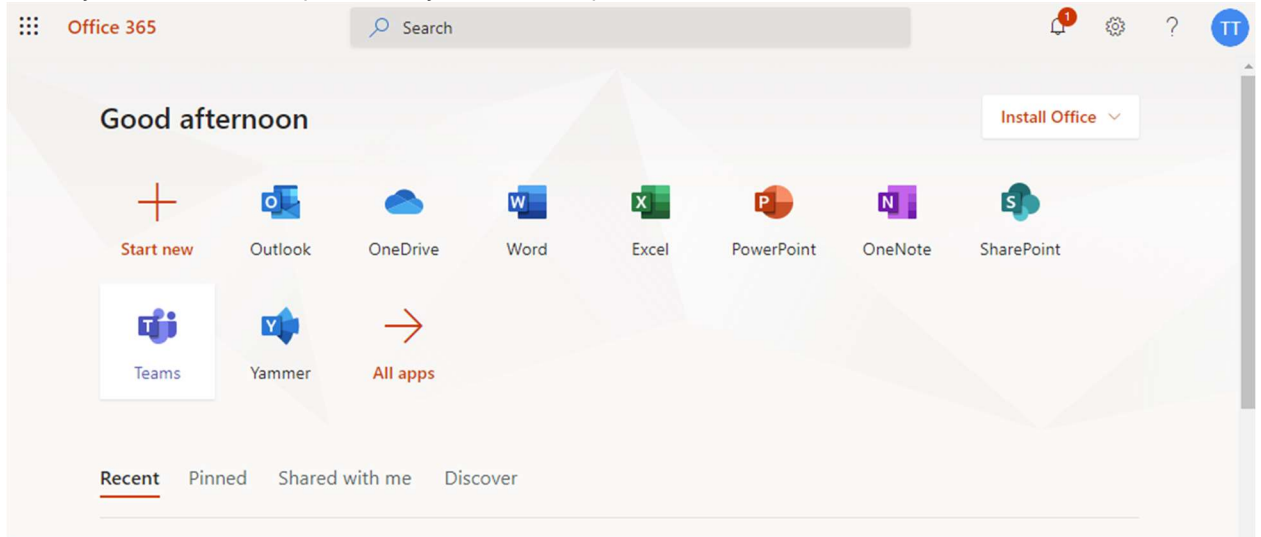 Office 365
Search
1
TT
Good afternoon
Install Office
O
W
X
P
N
S
Start new
Outlook
OneDrive
Word
Excel
PowerPoint
OneNote
SharePoint
T
Y
Teams
Yammer
All apps
Recent
Pinned
Shared with me
Discover